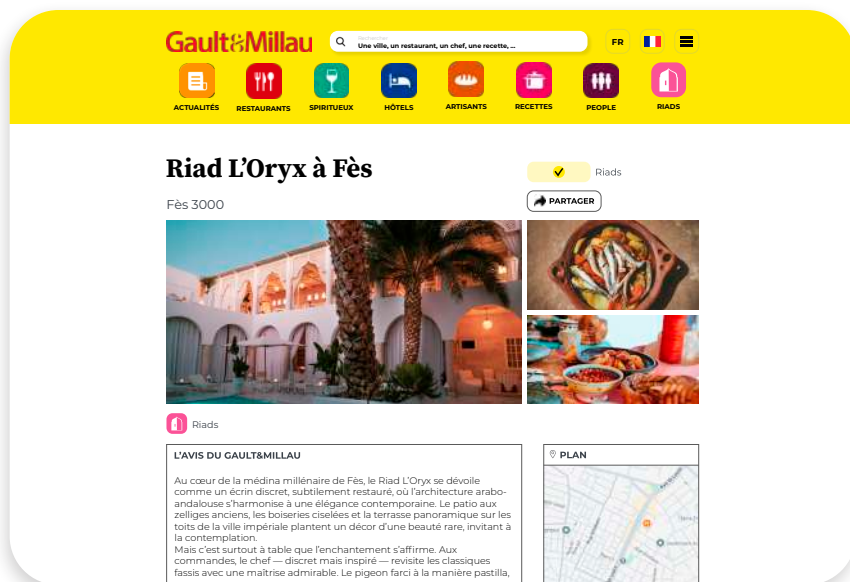 Gault&Millau
Rechercher
Une ville, un restaurant, un chef, une recette, ...
FR
ACTUALITÉS
RESTAURANTS
SPIRITUEUX
HÔTELS
ARTISANTS
RECETTES
PEOPLE
RIADS
Riad L'Oryx à Fès
Riads
Fès 3000
PARTAGER
Riads
L'AVIS DU GAULT&MILLAU
Au cœur de la médina millénaire de Fès, le Riad L'Oryx se dévoile
comme un écrin discret, subtilement restauré, où l'architecture arabo-
andalouse s'harmonise à une élégance contemporaine. Le patio aux
zelliges anciens, les boiseries ciselées et la terrasse panoramique sur les
toits de la ville impériale plantent un décor d'une beauté rare, invitant à
la contemplation.
Mais c'est surtout à table que l'enchantement s'affirme. Aux
commandes, le chef — discret mais inspiré — revisite les classiques
fassis avec une maîtrise admirable. Le pigeon farci à la manière pastilla,
PLAN